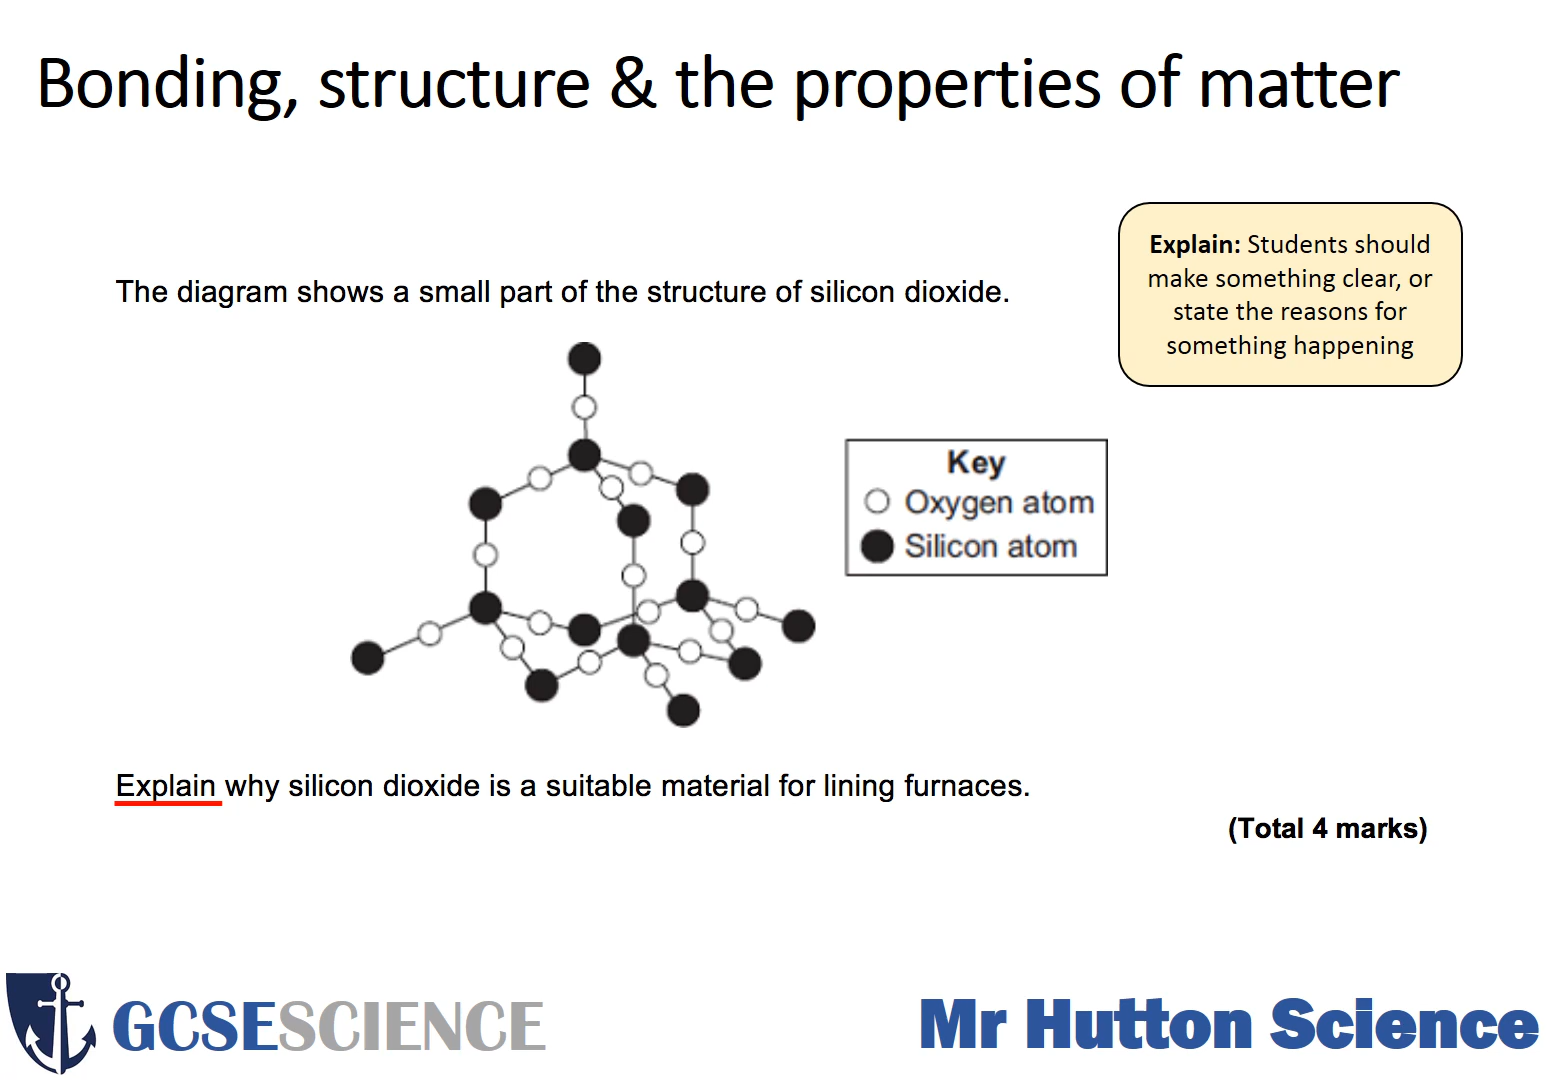 Bonding, structure & the properties of matter
Explain: Students should
make something clear, or
state the reasons for
something happening
The diagram shows a small part of the structure of silicon dioxide.
Key
Oxygen atom
Silicon atom
Explain why silicon dioxide is a suitable material for lining furnaces.
(Total 4 marks)
GCSESCIENCE
Mr Hutton Science